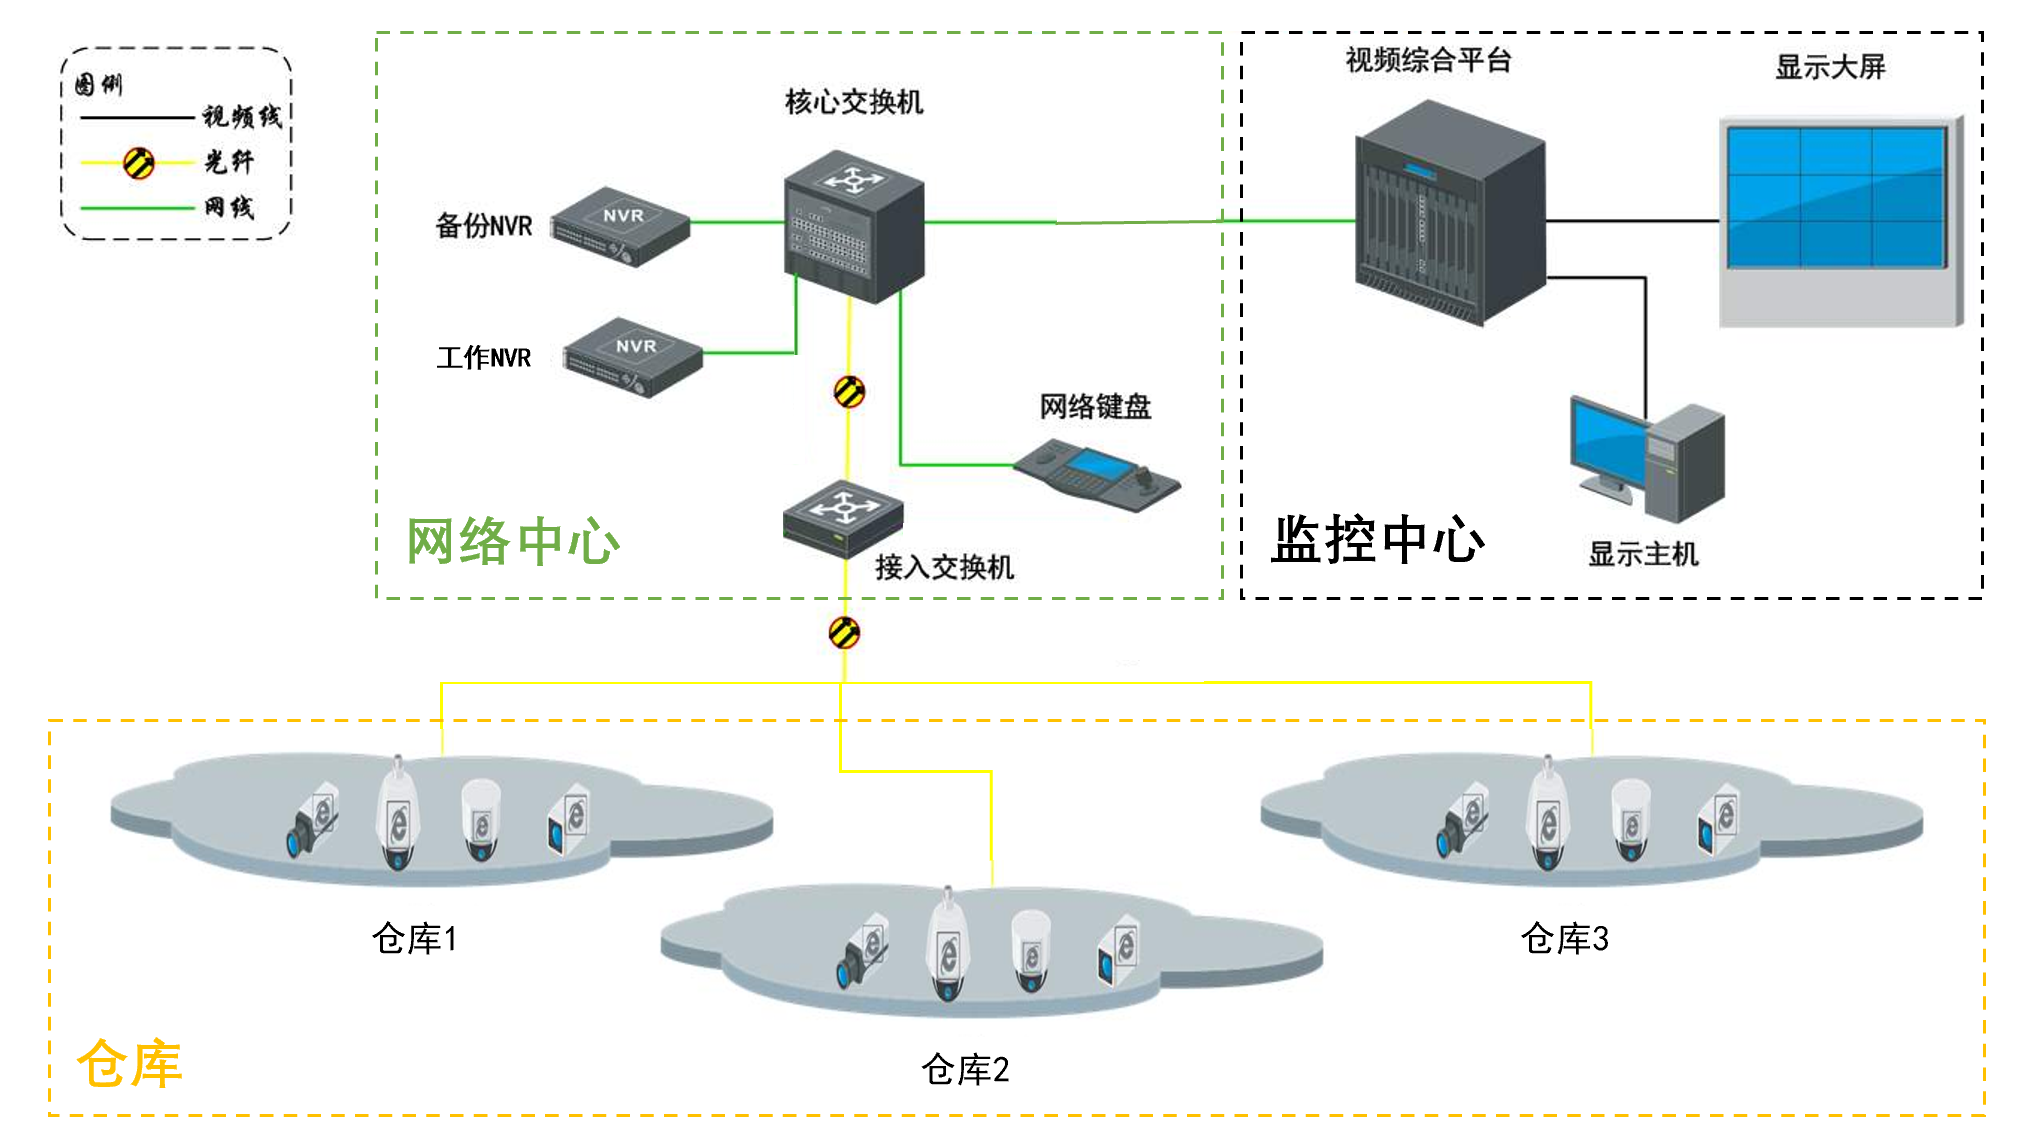 图例
视频线
光纤
网线
核心交换机
备份NVR
NVR
工作NVR
NVR
网络键盘
接入交换机
网络中心
视频综合平台
显示大屏
显示主机
监控中心
仓库1
仓库2
仓库3
仓库